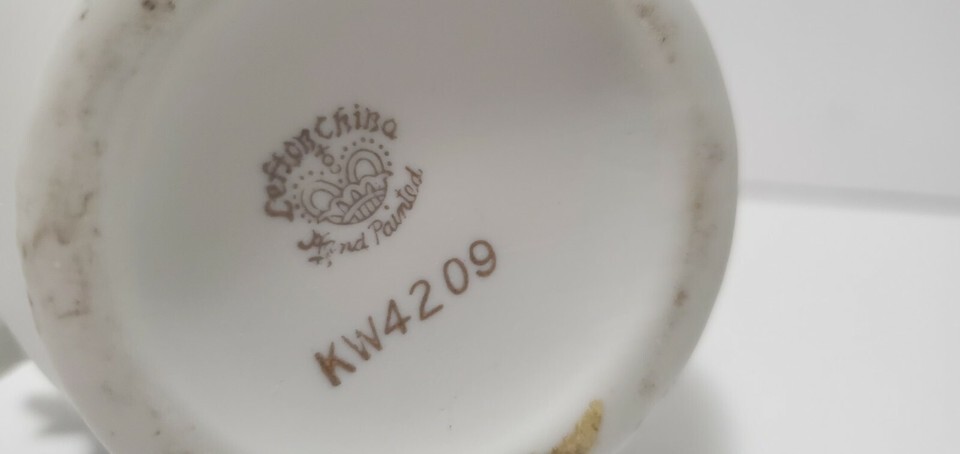 Lefton China
Hand Painted
KW4209